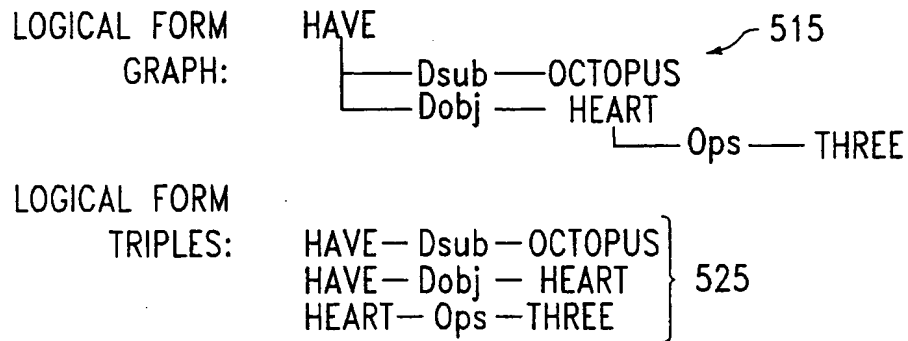 LOGICAL FORM HAVE 515
GRAPH: Dsub OCTOPUS
Dobj HEART
Ops THREE
LOGICAL FORM
TRIPLES: HAVE—Dsub—OCTOPUS
HAVE—Dobj—HEART 525
HEART—Ops—THREE